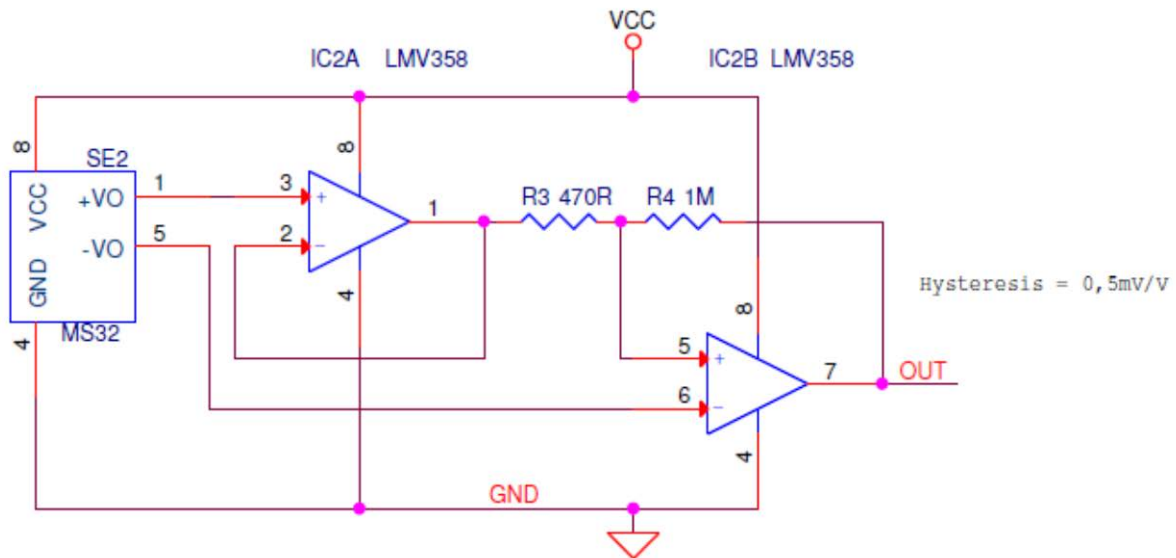 VCC
IC2A LMV358
IC2B LMV358
8
8
SE2
VCC
+VO
1
3
+
1
R3 470R
R4 1M
-VO
5
2
-
GND
4
8
Hysteresis = 0,5mV/V
4
MS32
5
+
7
OUT
6
-
4
GND